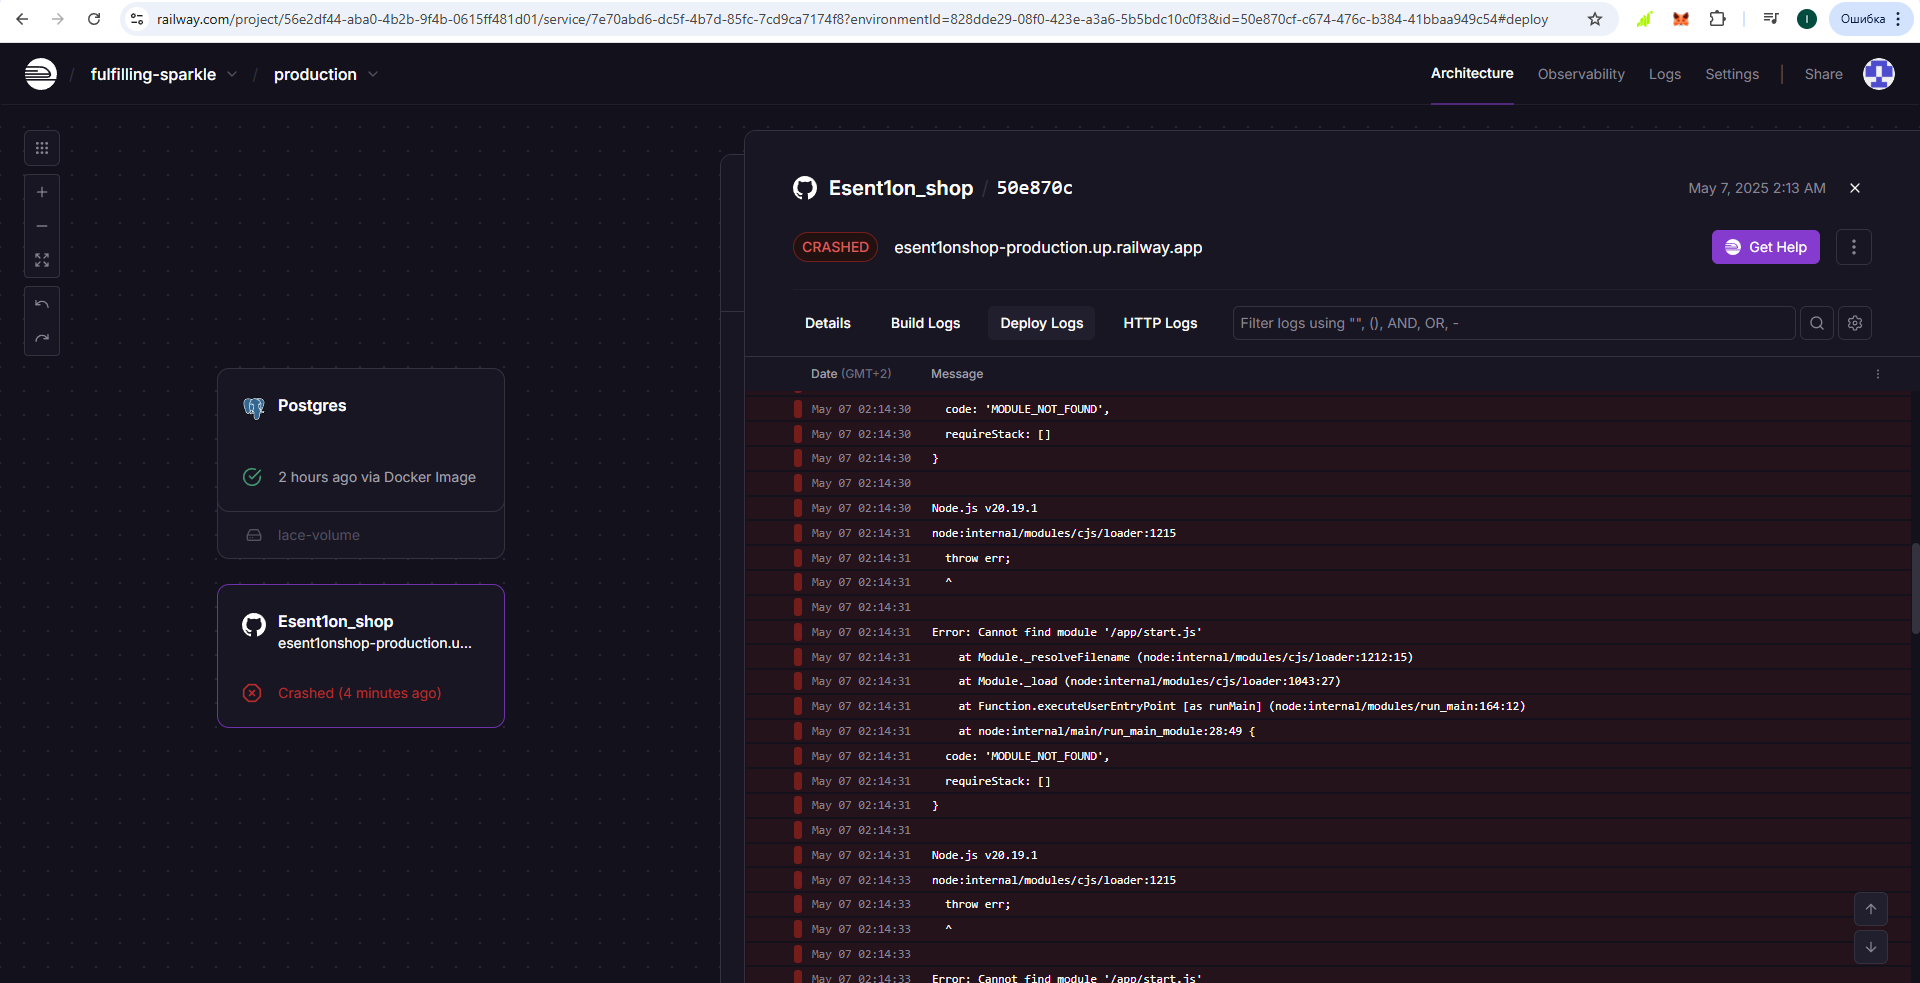 railway.com/project/56e2df44-aba0-4b2b-9f4b-0615ff481d01/service/7e70abd6-dc5f-4b7d-85fc-7cd9ca7174f8?environmentId=828dde29-08f0-423e-a3a6-5b5bdc10c0f3&id=50e870cf-c674-476c-b384-41bbaa949c54#deploy
I
Ошибка
/ fulfilling-sparkle / production
Architecture Observability Logs Settings | Share
Esent1on_shop / 50e870c
May 7, 2025 2:13 AM
CRASHED esent1onshop-production.up.railway.app
Get Help
Details Build Logs Deploy Logs HTTP Logs
Filter logs using "", (), AND, OR, -
Date (GMT+2) Message
May 07 02:14:30 code: 'MODULE_NOT_FOUND',
May 07 02:14:30 requireStack: []
May 07 02:14:30 }
May 07 02:14:30
May 07 02:14:30 Node.js v20.19.1
May 07 02:14:31 node:internal/modules/cjs/loader:1215
May 07 02:14:31 throw err;
May 07 02:14:31 ^
May 07 02:14:31
May 07 02:14:31 Error: Cannot find module '/app/start.js'
May 07 02:14:31 at Module._resolveFilename (node:internal/modules/cjs/loader:1212:15)
May 07 02:14:31 at Module._load (node:internal/modules/cjs/loader:1043:27)
May 07 02:14:31 at Function.executeUserEntryPoint [as runMain] (node:internal/modules/run_main:164:12)
May 07 02:14:31 at node:internal/main/run_main_module:28:49 {
May 07 02:14:31 code: 'MODULE_NOT_FOUND',
May 07 02:14:31 requireStack: []
May 07 02:14:31 }
May 07 02:14:31
May 07 02:14:31 Node.js v20.19.1
May 07 02:14:33 node:internal/modules/cjs/loader:1215
May 07 02:14:33 throw err;
May 07 02:14:33 ^
May 07 02:14:33
May 07 02:14:33 Error: Cannot find module '/app/start.js'
Postgres
2 hours ago via Docker Image
lace-volume
Esent1on_shop
esent1onshop-production.u...
Crashed (4 minutes ago)